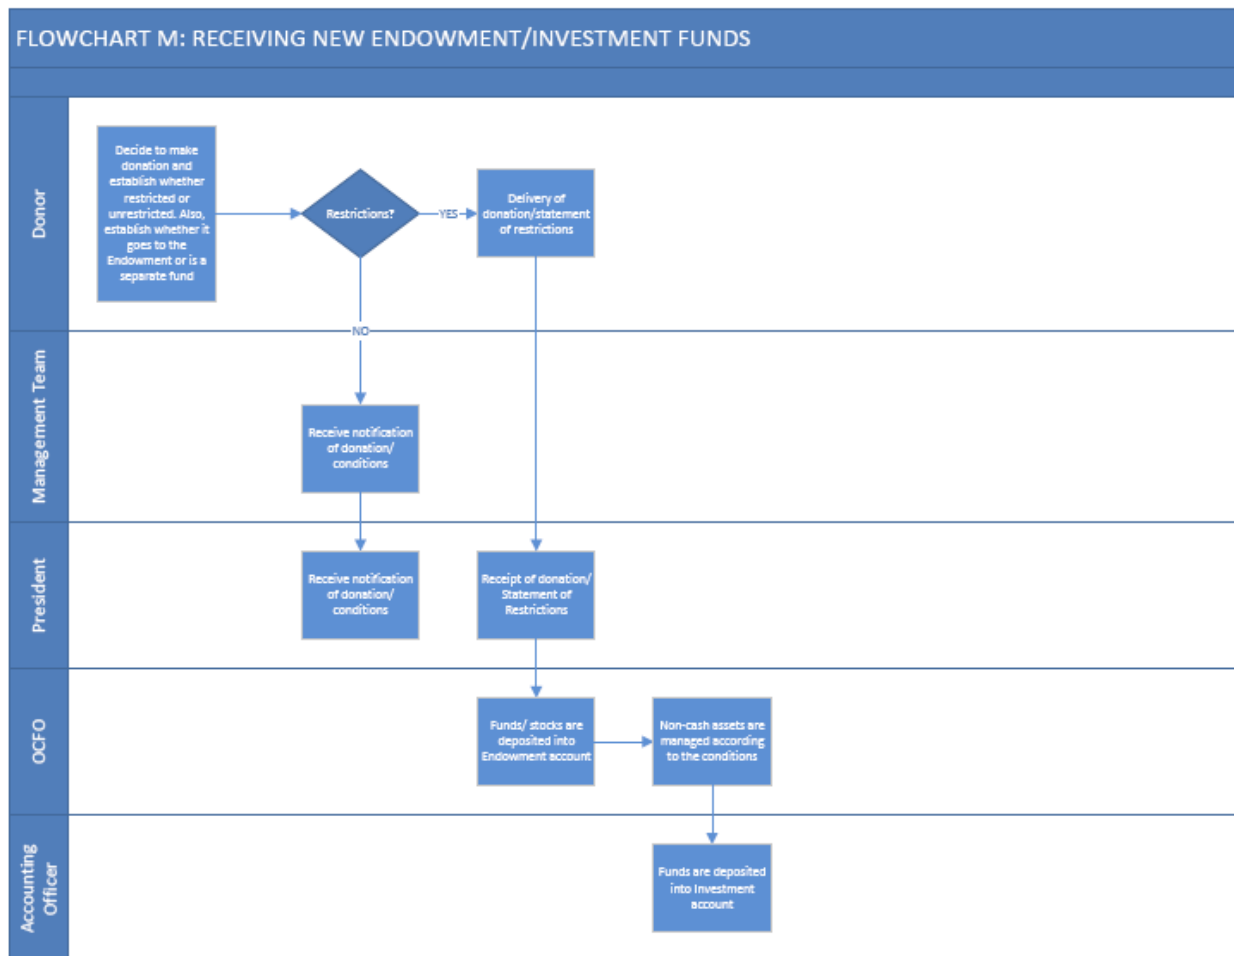 FLOWCHART M: RECEIVING NEW ENDOWMENT/INVESTMENT FUNDS
Donor
Decide to make
donation and
establish whether
restricted or
unrestricted. Also,
establish whether it
goes to the
Endowment or is a
separate fund
Restrictions?
YES
Delivery of
donation/statement
of restrictions
NO
Management Team
Receive notification
of donation/
conditions
President
Receive notification
of donation/
conditions
Receipt of donation/
Statement of
Restrictions
OCFO
Funds/ stocks are
deposited into
Endowment account
Non-cash assets are
managed according
to the conditions
Accounting
Officer
Funds are deposited
into Investment
account